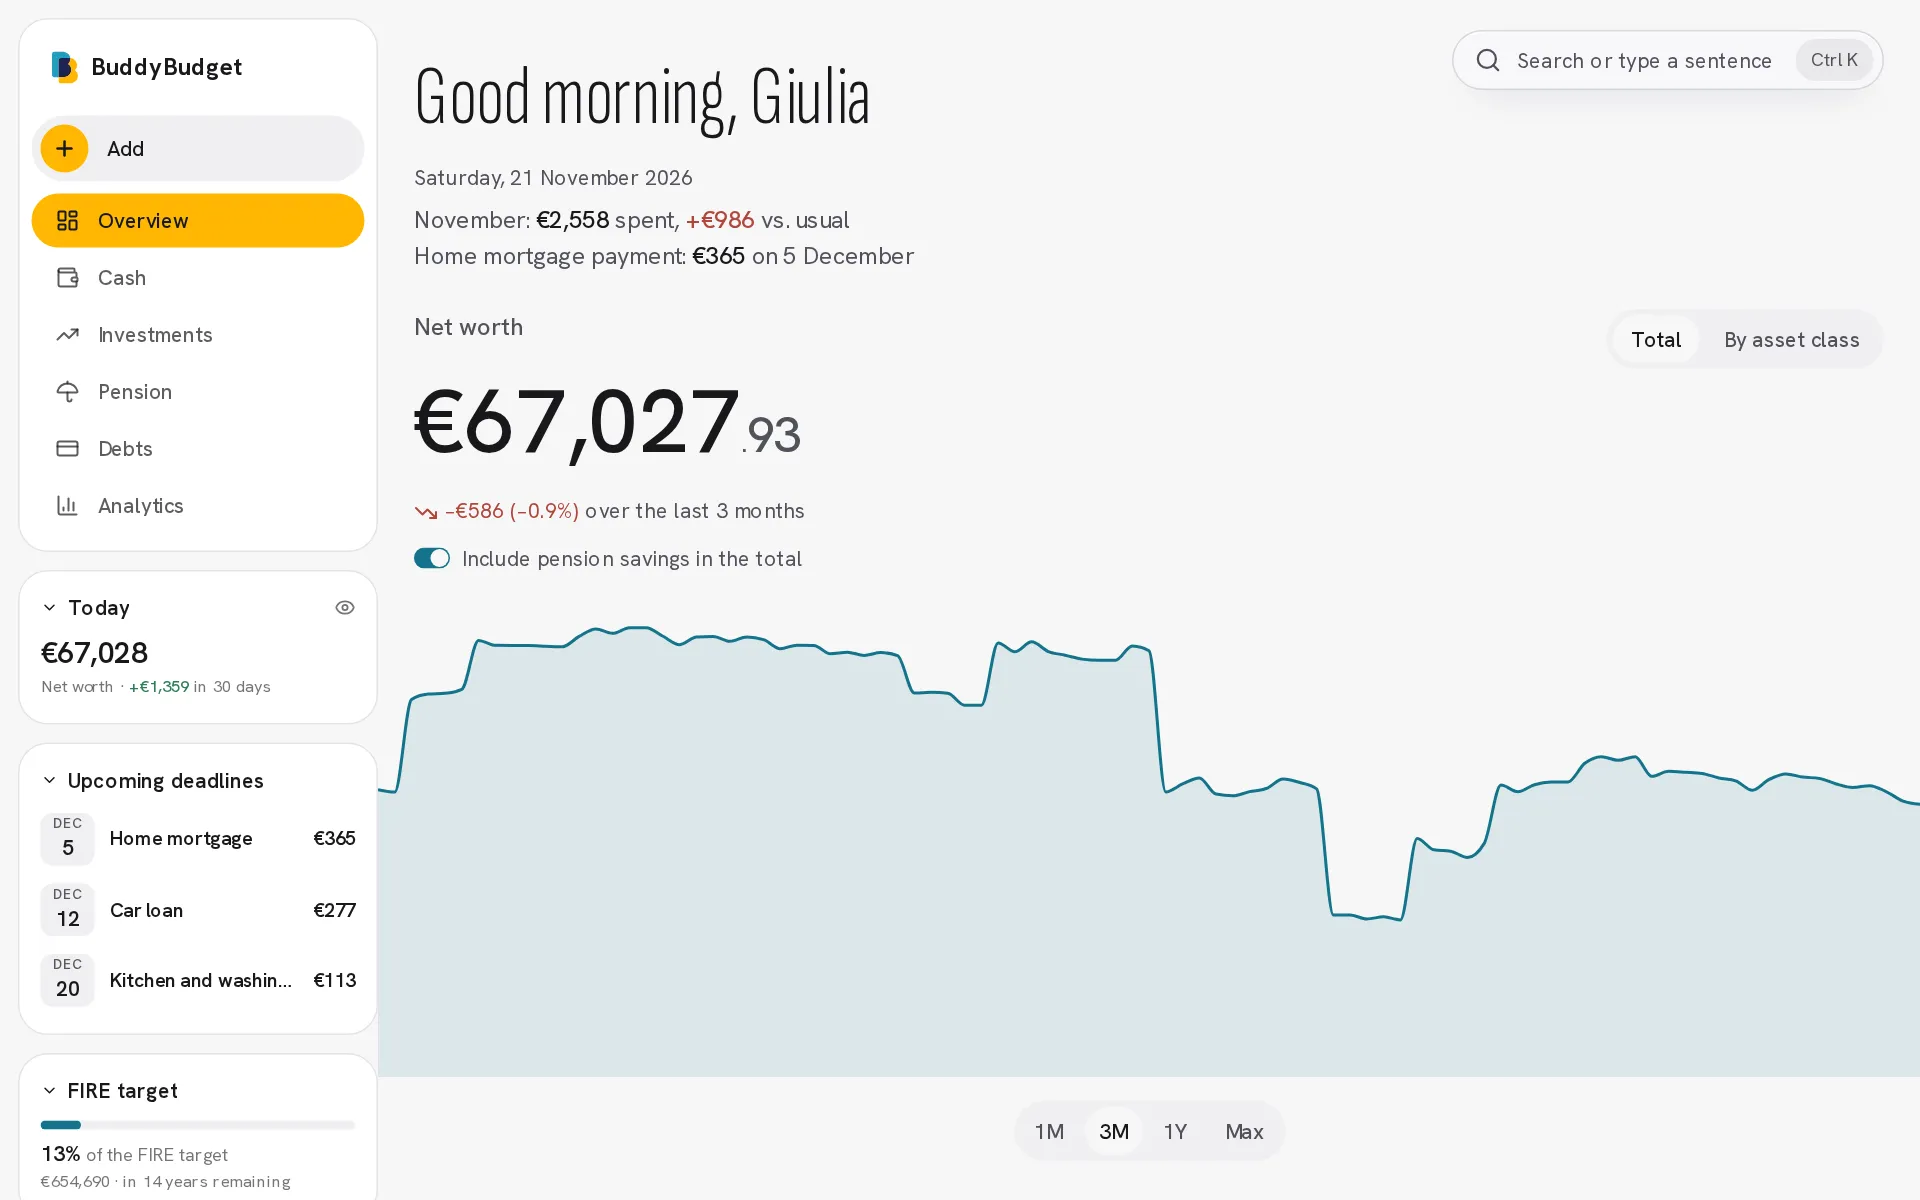 BuddyBudget
Add
Overview
Cash
Investments
Pension
Debts
Analytics
Today
€67,028
Net worth · +€1,359 in 30 days
Upcoming deadlines
DEC
5
Home mortgage
€365
DEC
12
Car loan
€277
DEC
20
Kitchen and washin...
€113
FIRE target
13% of the FIRE target
€654,690 · in 14 years remaining
Good morning, Giulia
Search or type a sentence
Ctrl K
Saturday, 21 November 2026
November: €2,558 spent, +€986 vs. usual
Home mortgage payment: €365 on 5 December
Net worth
Total
By asset class
€67,027.93
−€586 (−0.9%) over the last 3 months
Include pension savings in the total
1M
3M
1Y
Max